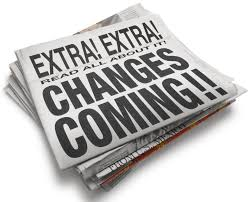 EXTRA! EXTRA!
READ ALL ABOUT IT!
CHANGES
COMING!!